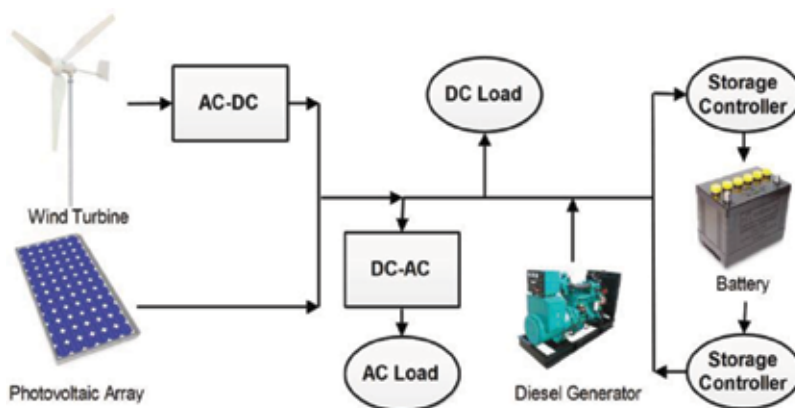 AC-DC
DC Load
Storage
Controller
Wind Turbine
DC-AC
Battery
AC Load
Photovoltaic Array
Diesel Generator
Storage
Controller